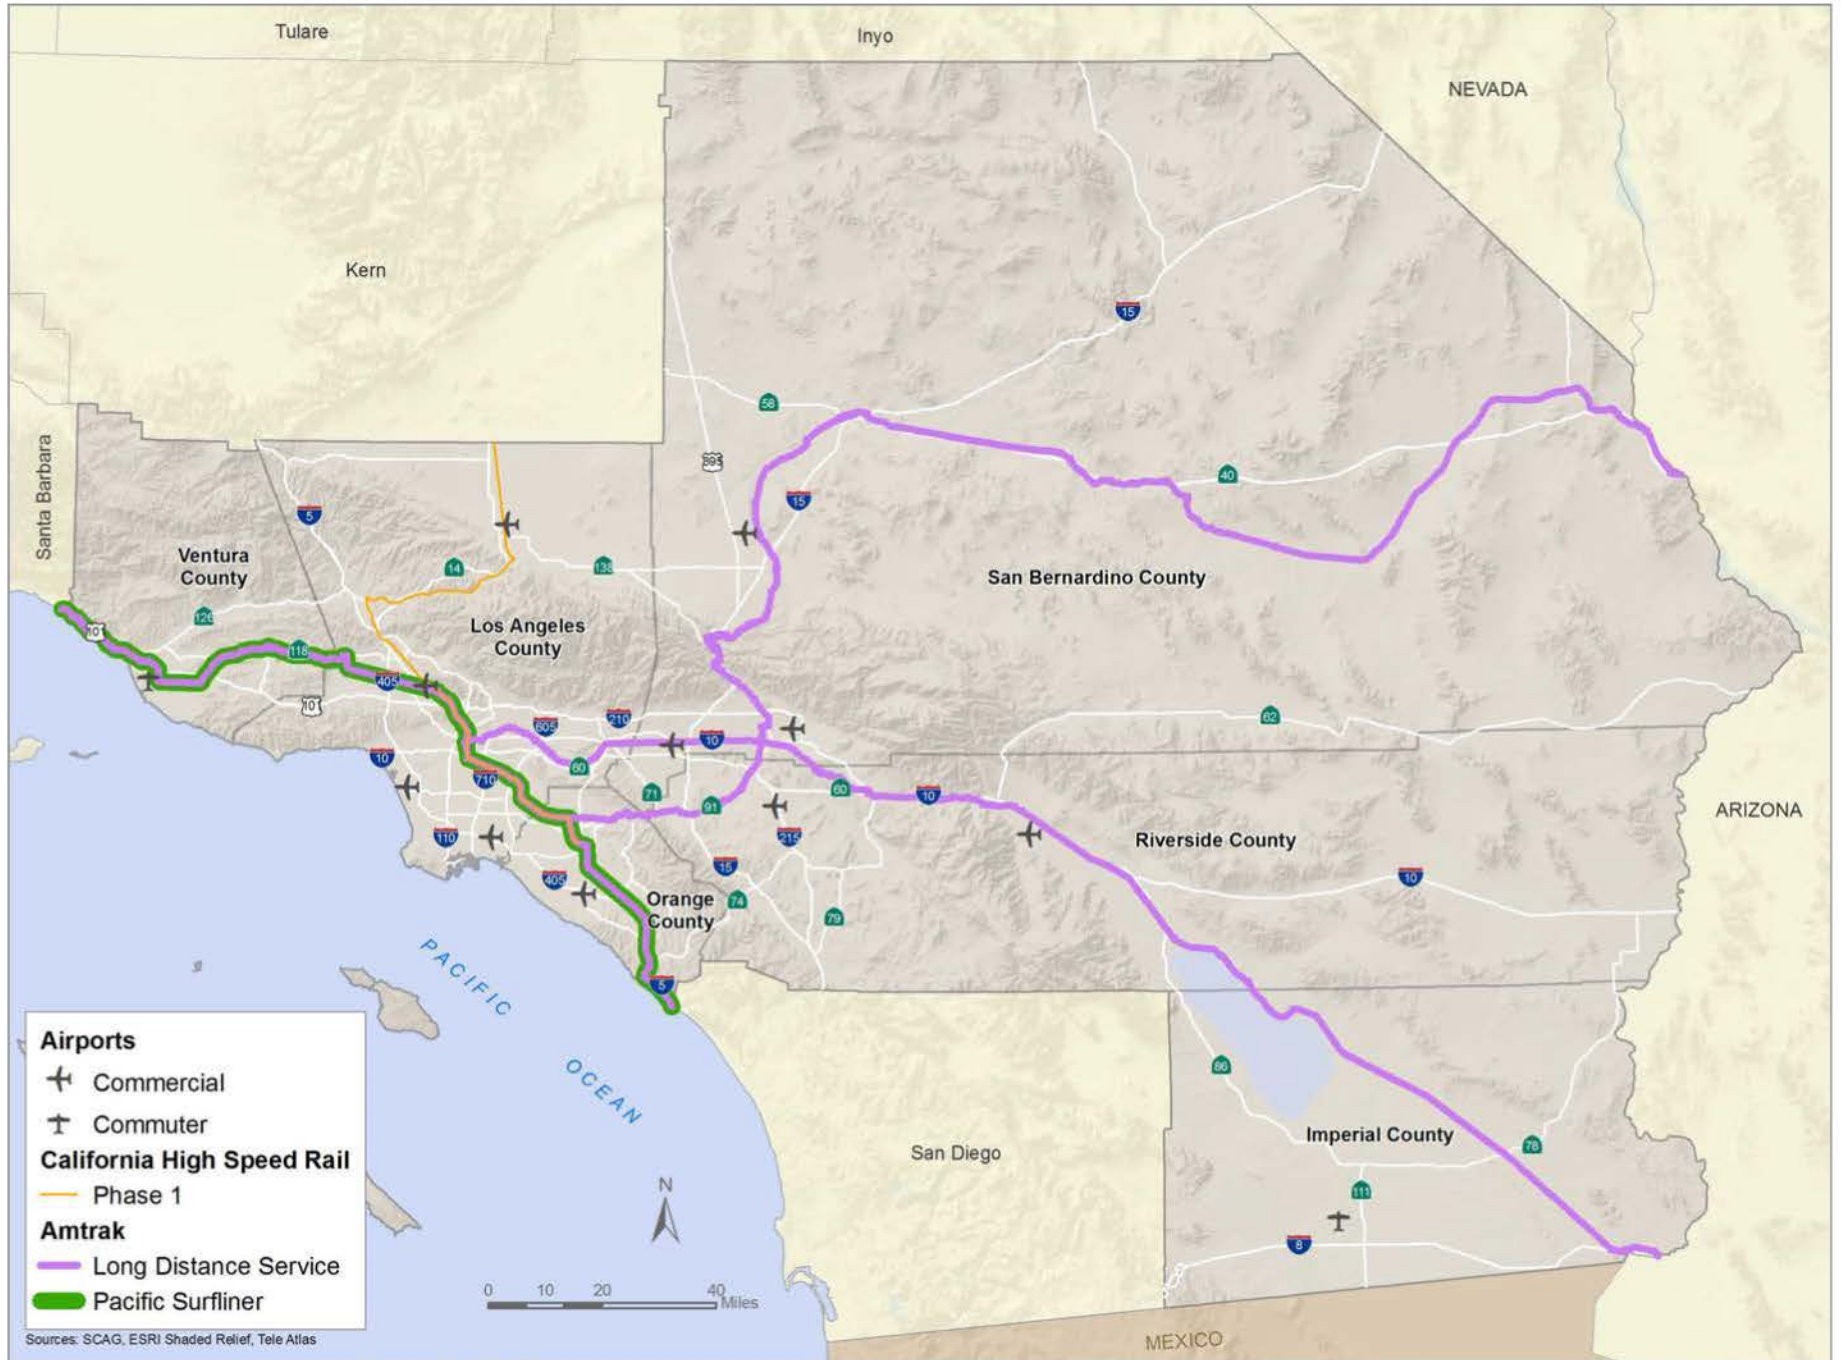 Tulare
Inyo
NEVADA
Kern
15
58
395
40
Santa Barbara
15
5
Ventura
County
14
138
San Bernardino County
126
Los Angeles
County
101
118
405
101
605
210
62
10
10
60
710
71
91
60
10
ARIZONA
110
215
Riverside County
15
405
10
Orange
County
74
79
PACIFIC
OCEAN
5
86
San Diego
Imperial County
78
111
8
MEXICO
N
0 10 20 40
Miles
Airports
Commercial
Commuter
California High Speed Rail
Phase 1
Amtrak
Long Distance Service
Pacific Surfliner
Sources: SCAG, ESRI Shaded Relief, Tele Atlas